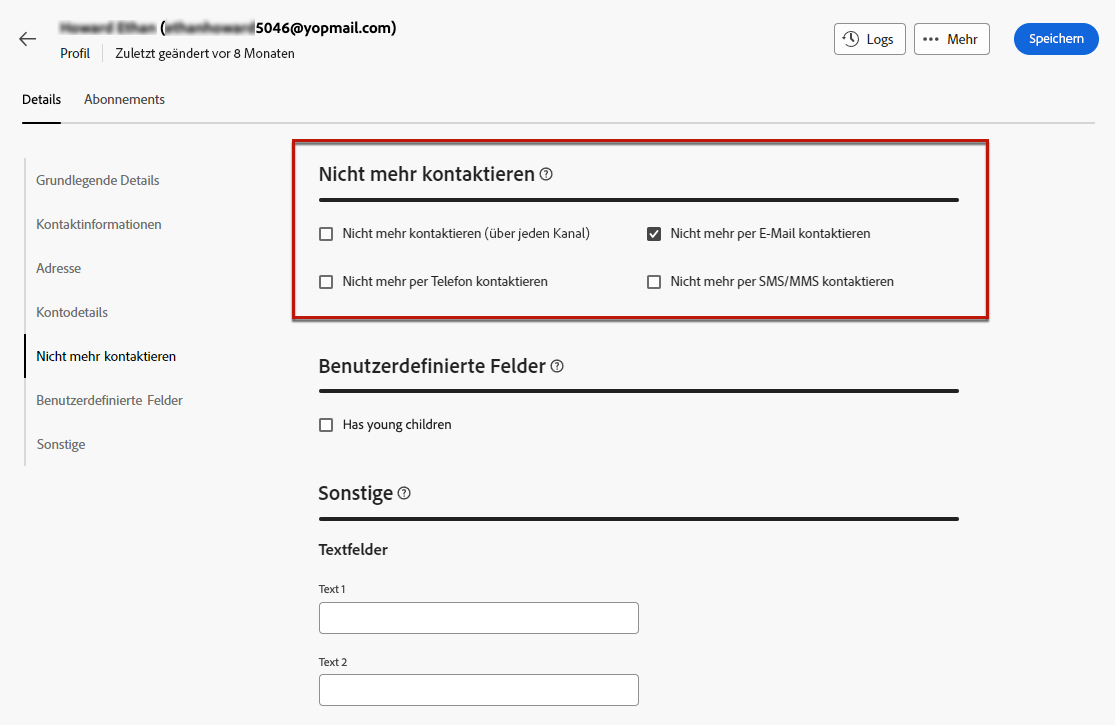 5046@yopmail.com)
Profil Zuletzt geändert vor 8 Monaten
Logs
Mehr
Speichern
Details Abonnements
Grundlegende Details
Kontaktinformationen
Adresse
Kontodetails
Nicht mehr kontaktieren
Benutzerdefinierte Felder
Sonstige
Nicht mehr kontaktieren
Nicht mehr kontaktieren (über jeden Kanal)
Nicht mehr per E-Mail kontaktieren
Nicht mehr per Telefon kontaktieren
Nicht mehr per SMS/MMS kontaktieren
Benutzerdefinierte Felder
Has young children
Sonstige
Textfelder
Text 1
Text 2